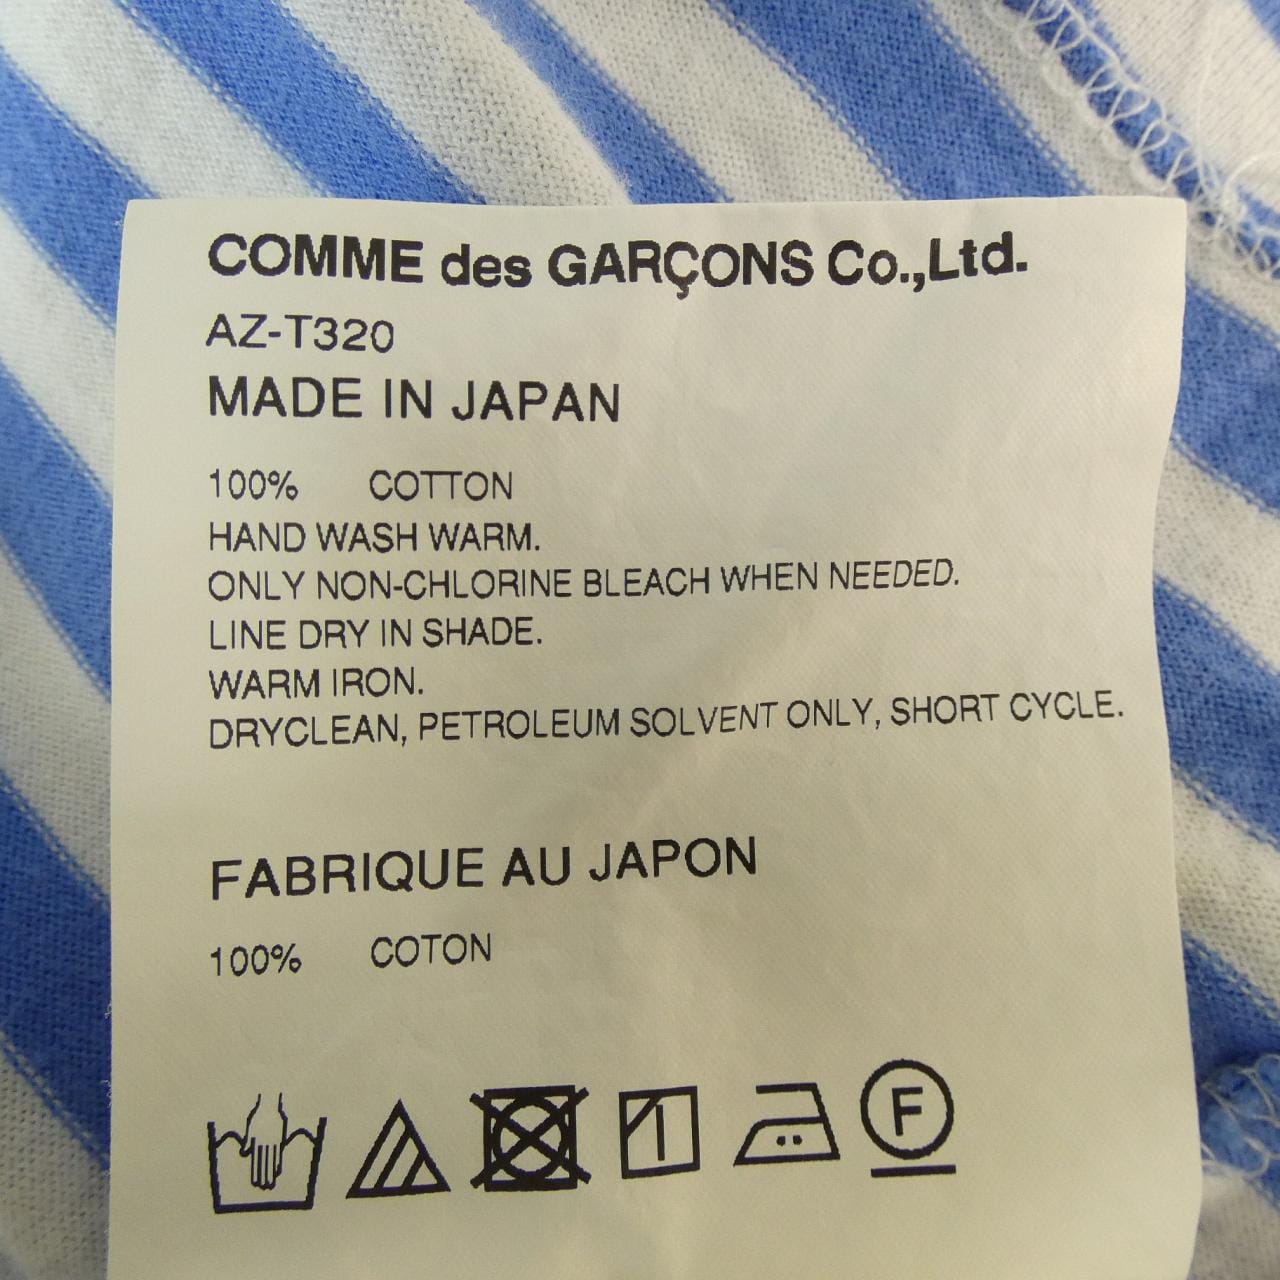 COMME des GARÇONS Co.,Ltd.
AZ-T320
MADE IN JAPAN
100% COTTON
HAND WASH WARM.
ONLY NON-CHLORINE BLEACH WHEN NEEDED.
LINE DRY IN SHADE.
WARM IRON.
DRYCLEAN, PETROLEUM SOLVENT ONLY, SHORT CYCLE.
FABRIQUE AU JAPON
100% COTON
F